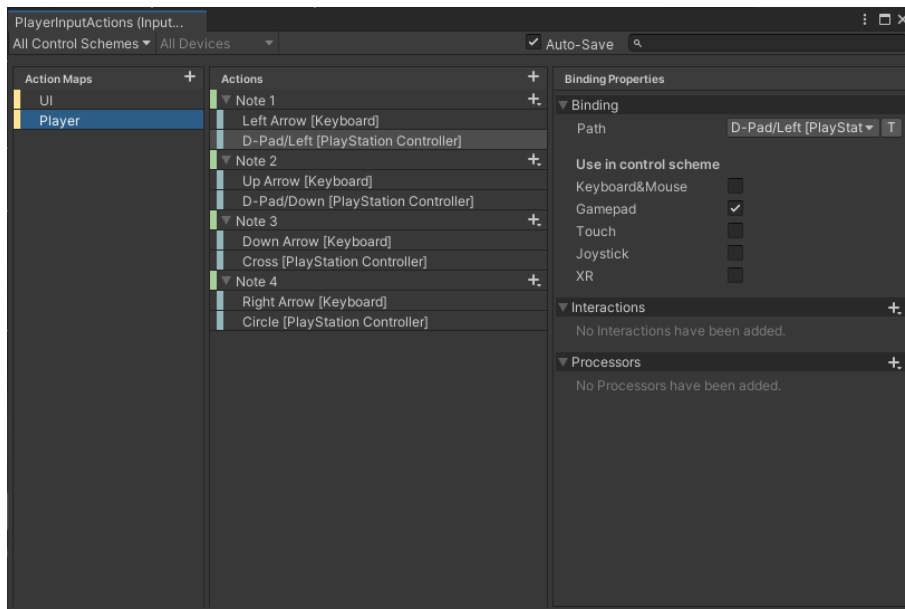 PlayerInputActions (Input...
All Control Schemes All Devices Auto-Save
Action Maps
UI
Player
Actions
Note 1
Left Arrow [Keyboard]
D-Pad/Left [PlayStation Controller]
Note 2
Up Arrow [Keyboard]
D-Pad/Down [PlayStation Controller]
Note 3
Down Arrow [Keyboard]
Cross [PlayStation Controller]
Note 4
Right Arrow [Keyboard]
Circle [PlayStation Controller]
Binding Properties
Binding
Path D-Pad/Left [PlayStat T
Use in control scheme
Keyboard&Mouse
Gamepad
Touch
Joystick
XR
Interactions
No Interactions have been added.
Processors
No Processors have been added.